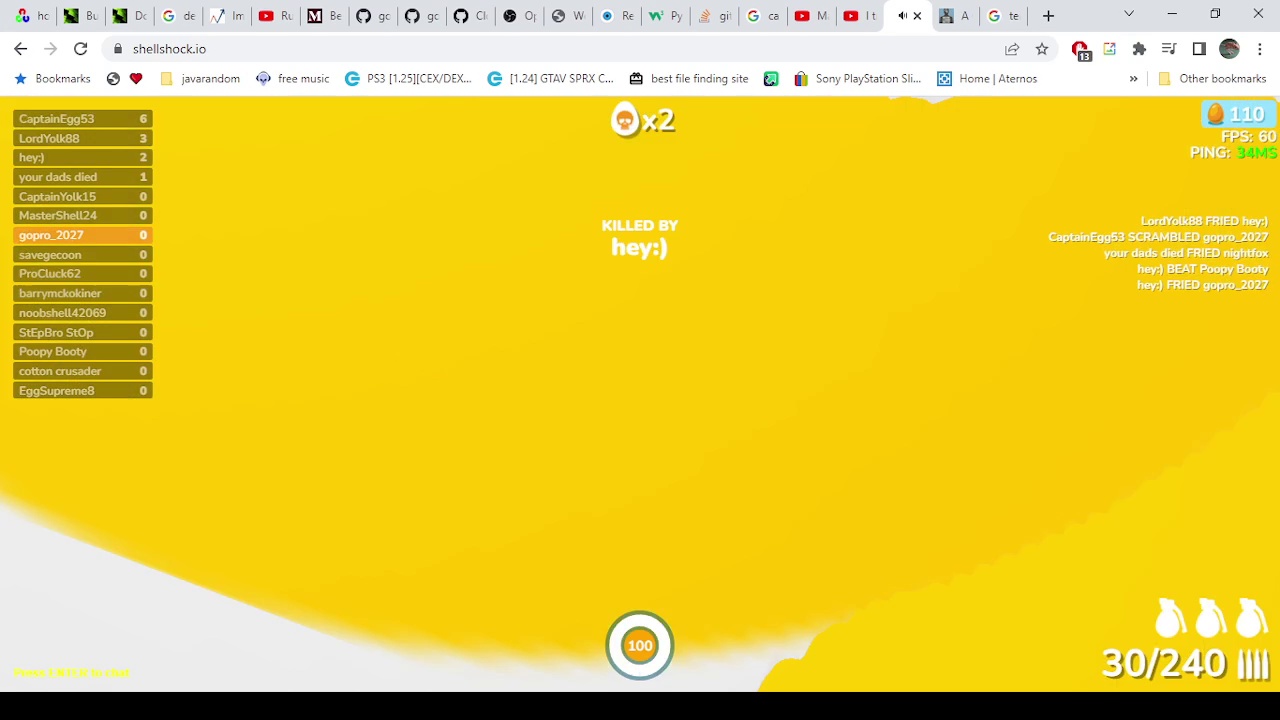 hc
Bu
Do
de
Im
Ru
Be
gc
gc
Cli
Op
W
Re
Py
git
ca
M
I t
A
te
shellshock.io
13
Bookmarks
javarandom
free music
PS3 [1.25][CEX/DEX...
[1.24] GTAV SPRX C...
best file finding site
Sony PlayStation Sli...
Home | Aternos
»
Other bookmarks
CaptainEgg53 6
LordYolk88 3
hey:) 2
your dads died 1
CaptainYolk15 0
MasterShell24 0
gopro_2027 0
savegecoon 0
ProCluck62 0
barrymckokiner 0
noobshell42069 0
StEpBro StOp 0
Poopy Booty 0
cotton crusader 0
EggSupreme8 0
x2
KILLED BY
hey:)
110
FPS: 60
PING: 34MS
LordYolk88 FRIED hey:)
CaptainEgg53 SCRAMBLED gopro_2027
your dads died FRIED nightfox
hey:) BEAT Poopy Booty
hey:) FRIED gopro_2027
100
30/240
Press ENTER to chat